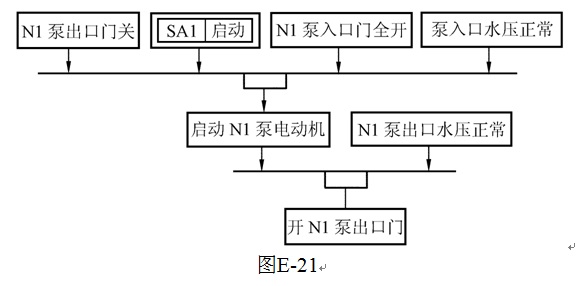 N1 泵出口门关
SA1 启动
N1 泵入口门全开
泵入口水压正常
启动 N1 泵电动机
N1 泵出口水压正常
开 N1 泵出口门
图E-21